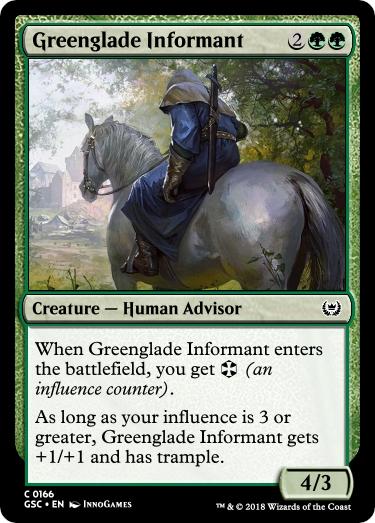 Greenglade Informant 2
Creature — Human Advisor
When Greenglade Informant enters
the battlefield, you get (an
influence counter).
As long as your influence is 3 or
greater, Greenglade Informant gets
+1/+1 and has trample.
4/3
C 0166
GSC • EN InnoGames
™ & © 2018 Wizards of the Coast